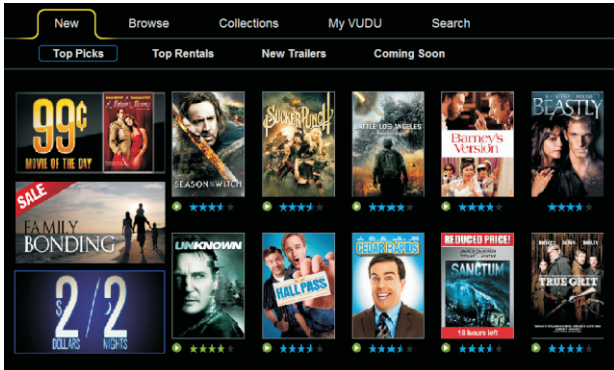 New Browse Collections My VUDU Search
Top Picks Top Rentals New Trailers Coming Soon
99¢
MOVIE OF THE DAY
SEASON OF THE WITCH
SUCKER PUNCH
BATTLE: LOS ANGELES
Barney's
Version
BEASTLY
SALE
FAMILY
BONDING
UNKNOWN
HALL PASS
CEDAR RAPIDS
REDUCED PRICE!
SANCTUM
19 hours left
TRUE GRIT
$2/2
DOLLARS NIGHTS